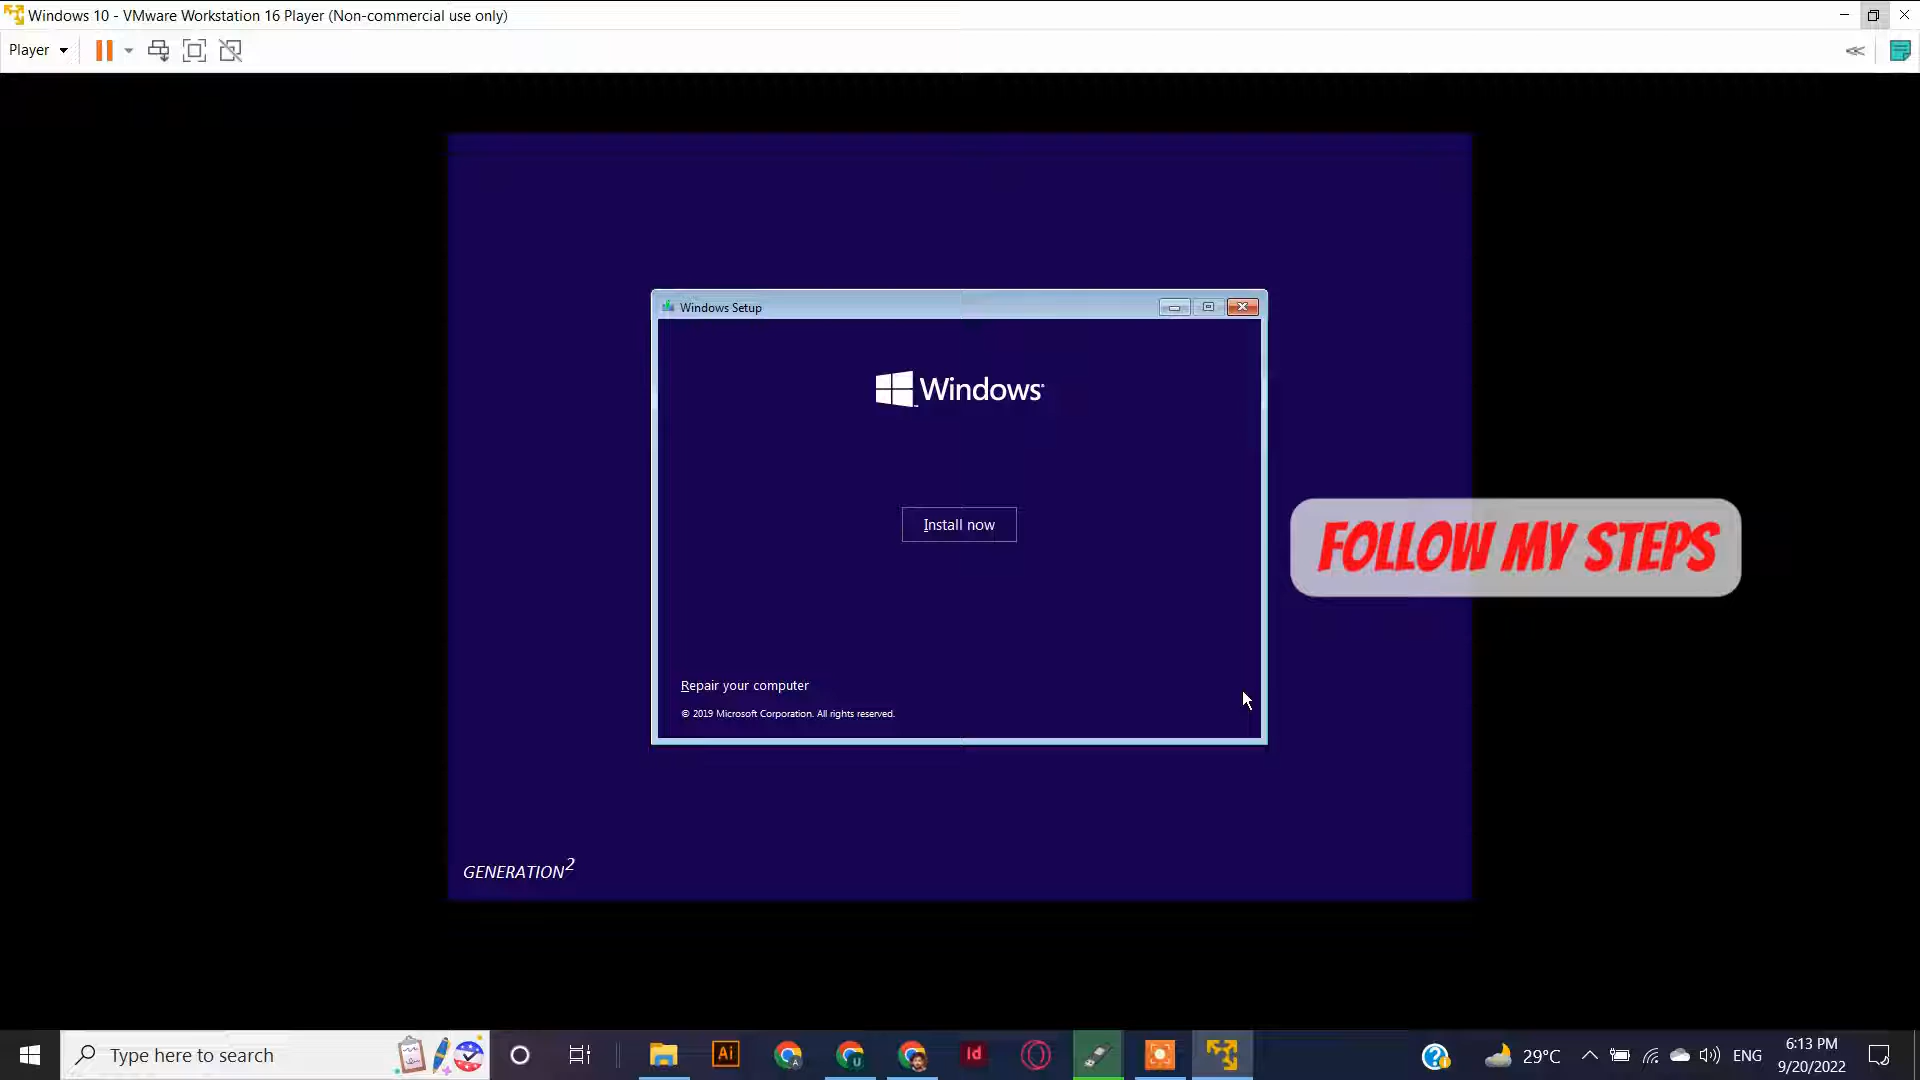 Windows 10 - VMware Workstation 16 Player (Non-commercial use only)
Player
Windows Setup
Windows
Install now
FOLLOW MY STEPS
Repair your computer
© 2019 Microsoft Corporation. All rights reserved.
GENERATION2
Type here to search
Ai
A
U
Id
29°C
ENG
6:13 PM
9/20/2022